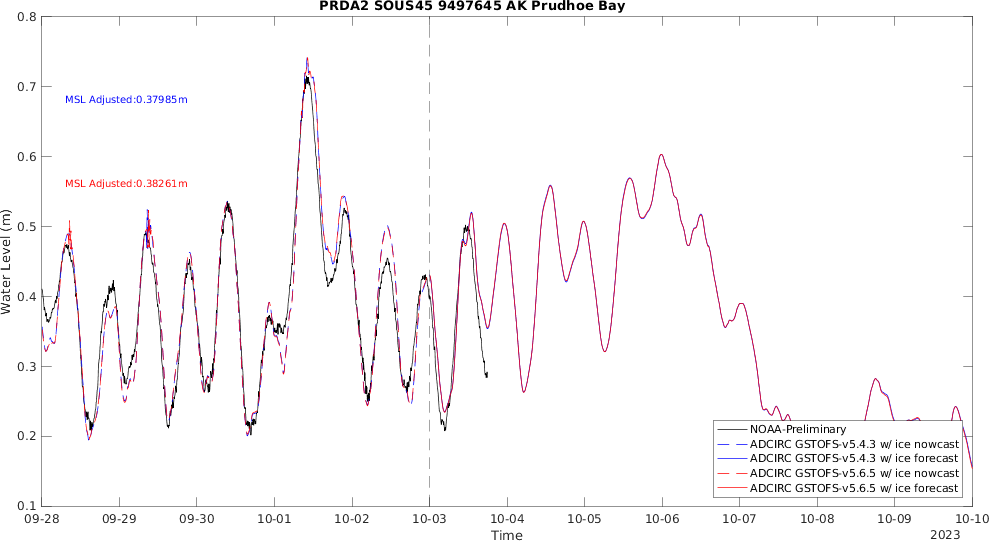 PRDA2 SOUS45 9497645 AK Prudhoe Bay
0.8
0.7
0.6
0.5
0.4
0.3
0.2
0.1
Water Level (m)
MSL Adjusted:0.37985m
MSL Adjusted:0.38261m
NOAA-Preliminary
ADCIRC GSTOFS-v5.4.3 w/ ice nowcast
ADCIRC GSTOFS-v5.4.3 w/ ice forecast
ADCIRC GSTOFS-v5.6.5 w/ ice nowcast
ADCIRC GSTOFS-v5.6.5 w/ ice forecast
09-28 09-29 09-30 10-01 10-02 10-03 10-04 10-05 10-06 10-07 10-08 10-09 10-10
Time
2023